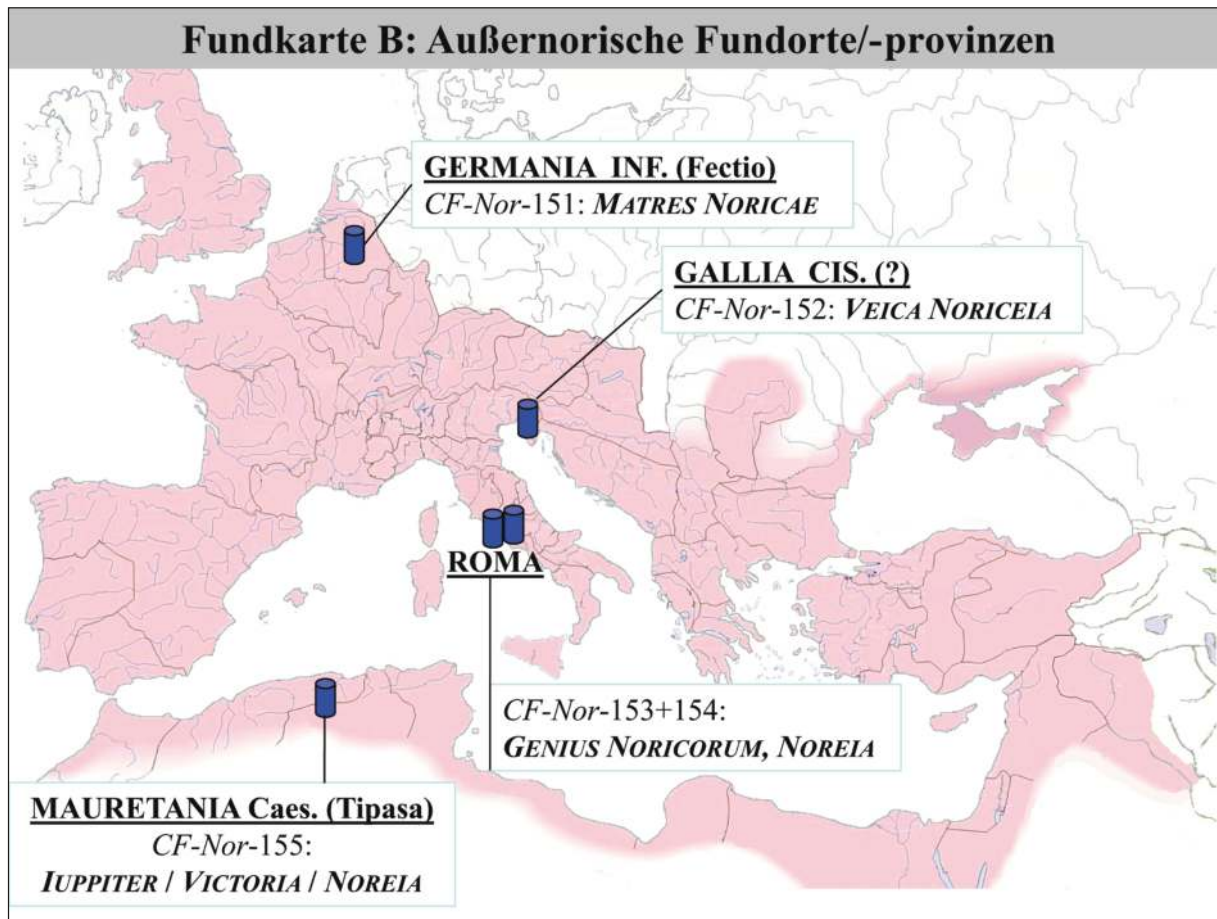 Fundkarte B: Außernorische Fundorte/-provinzen
GERMANIA INF. (Fectio)
CF-Nor-151: MATRES NORICAE
GALLIA CIS. (?)
CF-Nor-152: VEICA NORICEIA
ROMA
CF-Nor-153+154:
GENIUS NORICORUM, NOREIA
MAURETANIA Caes. (Tipasa)
CF-Nor-155:
IUPPITER / VICTORIA / NOREIA